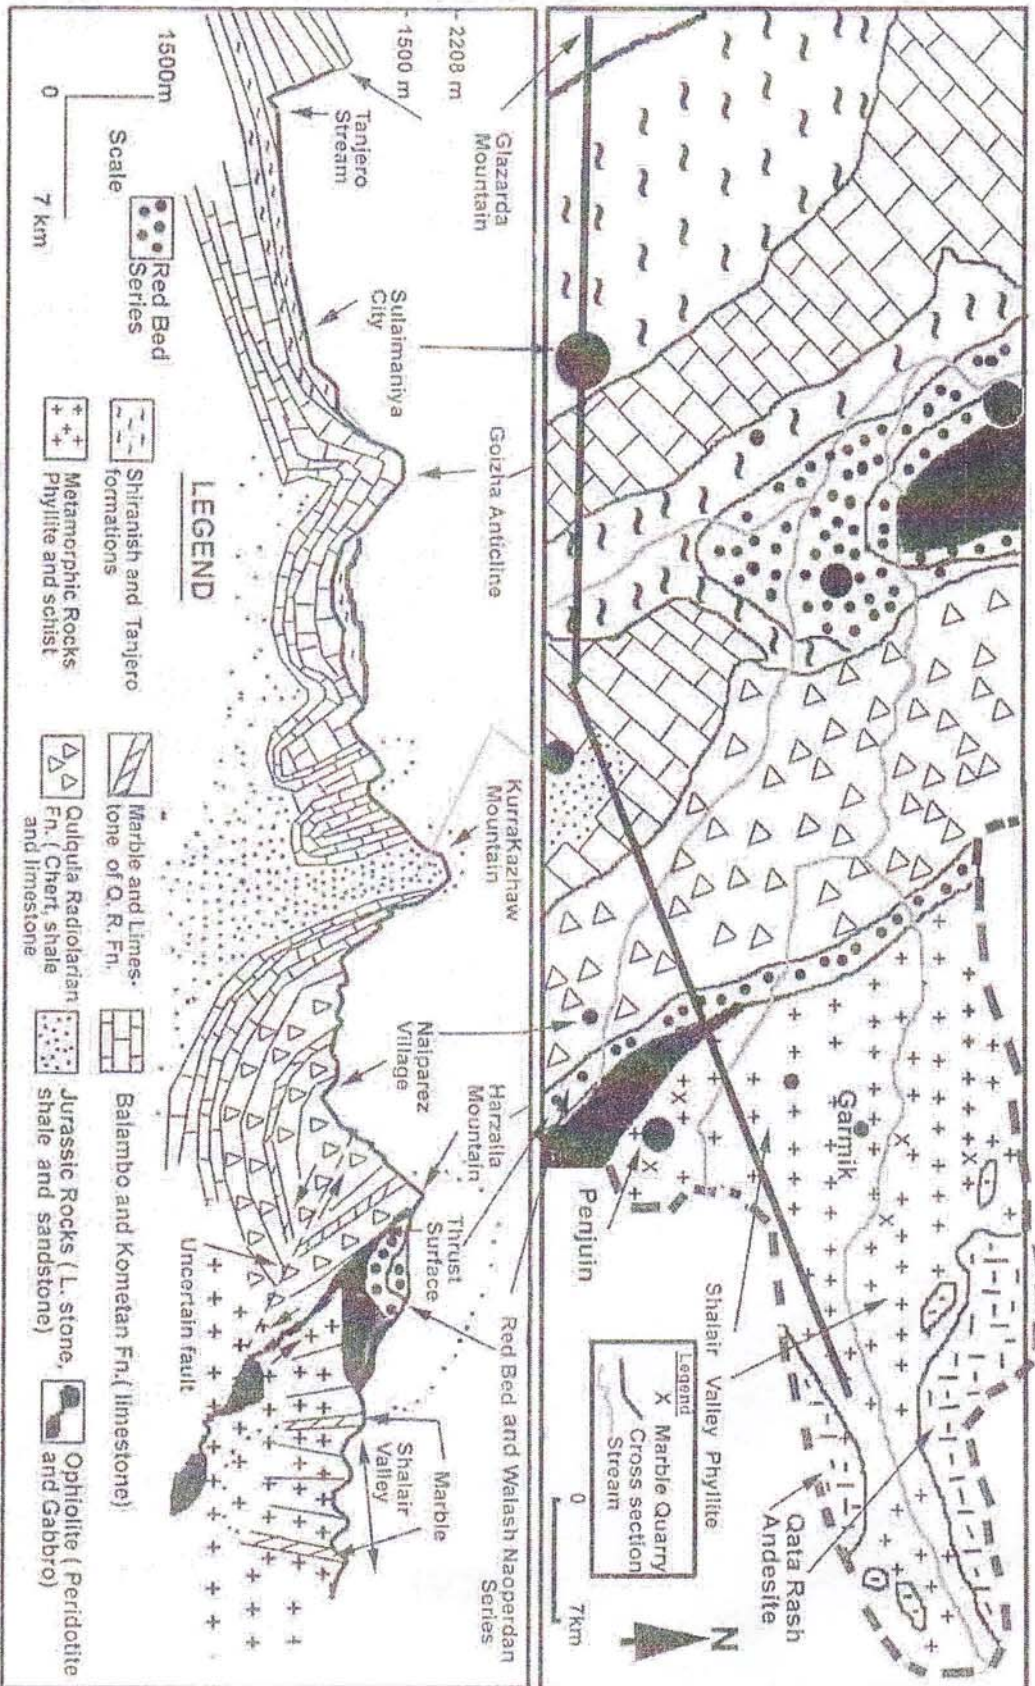 Garmik
Penjuin
Shalair Valley Phyllite
Qata Rash
Andesite
Legend
X Marble Quarry
Cross section
Stream
0
7km
N
2208 m
1500 m
Glazarda
Mountain
Tanjero
Stream
Sulaimaniya
City
Goizha Anticline
KurraKazhaw
Mountain
Naiparez
Village
Harzalla
Mountain
Thrust
Surface
Red Bed and Walash Naoperdan
Series
Marble
Shalair
Valley
Uncertain fault
1500m
0
7 km
Scale
LEGEND
Red Bed
Series
Shiranish and Tanjero
formations
Metamorphic Rocks
Phyllite and schist
Marble and Limes-
tone of Q. R. Fn.
Qulqula Radiolarian
Fn. ( Chert, shale
and limestone
Balambo and Kometan Fn.( limestone)
Jurassic Rocks ( L. stone,
shale and sandstone)
Ophiolite ( Peridotite
and Gabbro)